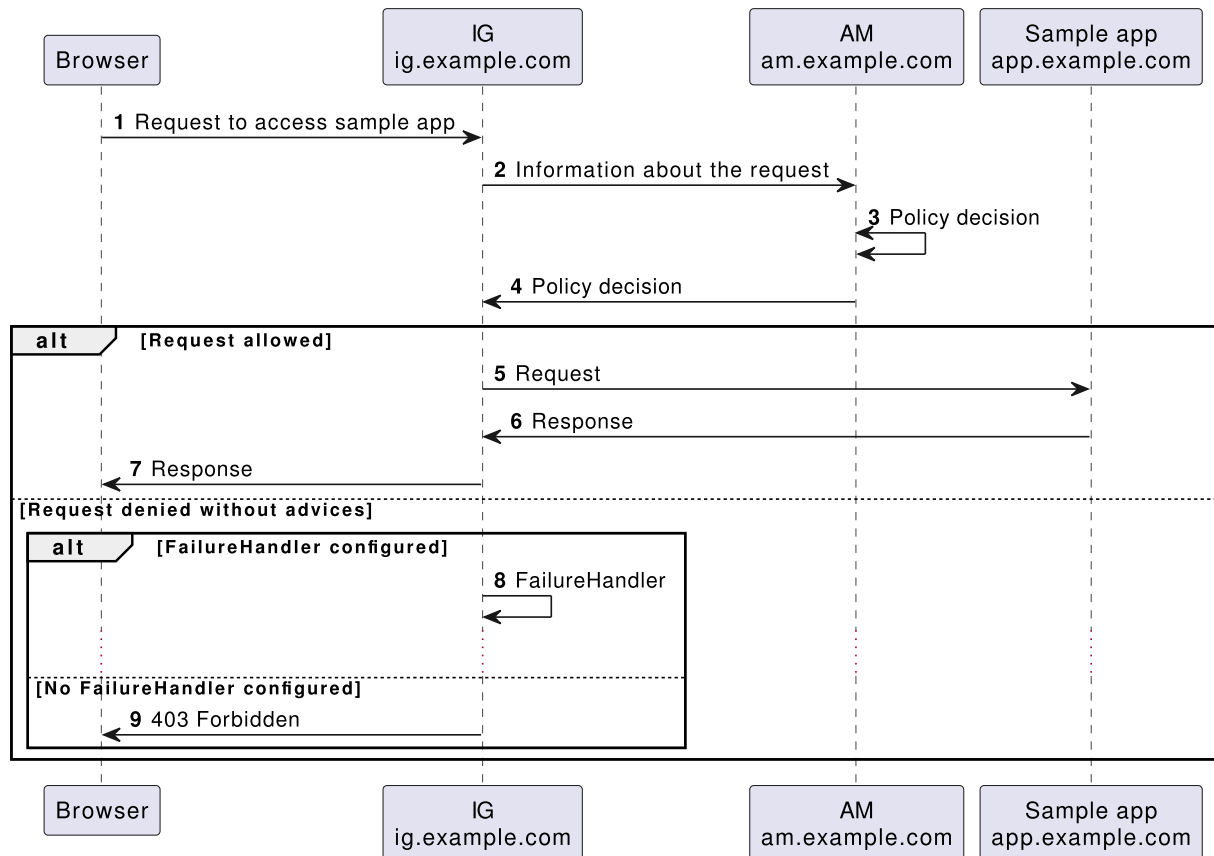 Browser
IG
ig.example.com
AM
am.example.com
Sample app
app.example.com
1 Request to access sample app
2 Information about the request
3 Policy decision
4 Policy decision
alt [Request allowed]
5 Request
6 Response
7 Response
[Request denied without advices]
alt [FailureHandler configured]
8 FailureHandler
[No FailureHandler configured]
9 403 Forbidden
Browser
IG
ig.example.com
AM
am.example.com
Sample app
app.example.com